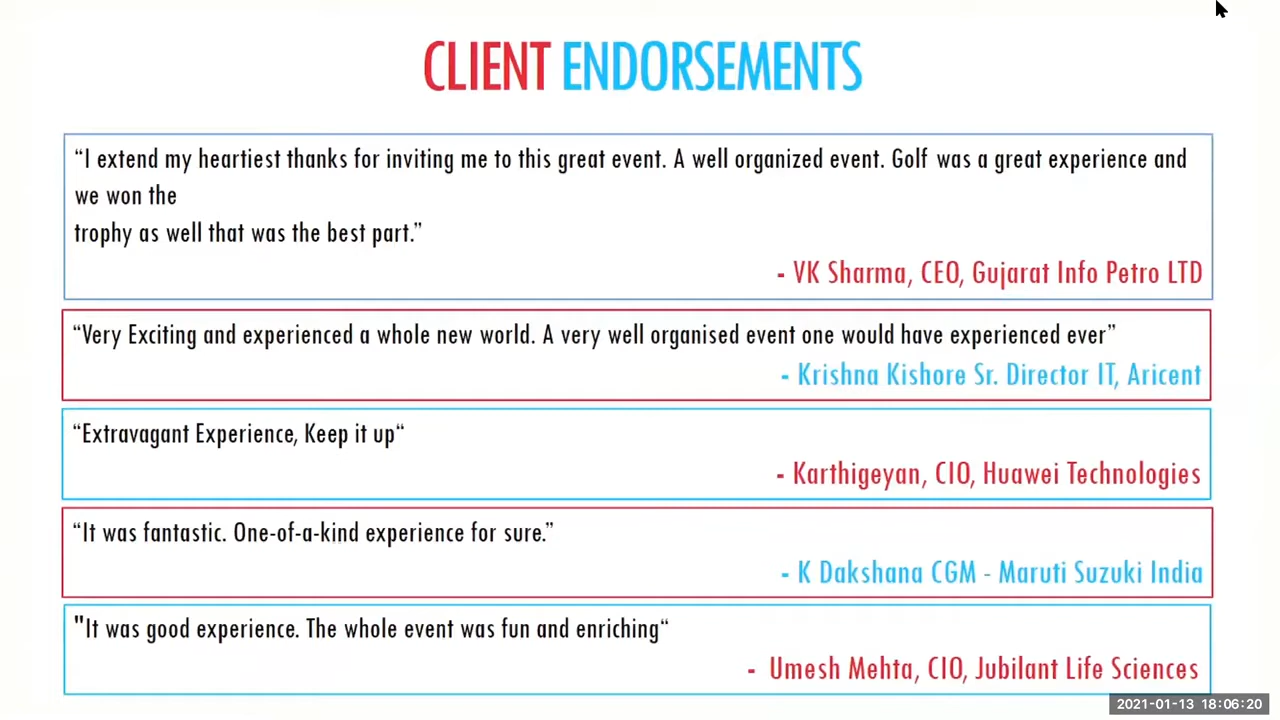 CLIENT ENDORSEMENTS
“I extend my heartiest thanks for inviting me to this great event. A well organized event. Golf was a great experience and
we won the
trophy as well that was the best part.”
- VK Sharma, CEO, Gujarat Info Petro LTD
“Very Exciting and experienced a whole new world. A very well organised event one would have experienced ever”
- Krishna Kishore Sr. Director IT, Aricent
“Extravagant Experience, Keep it up“
- Karthigeyan, CIO, Huawei Technologies
“It was fantastic. One-of-a-kind experience for sure.”
- K Dakshana CGM - Maruti Suzuki India
"It was good experience. The whole event was fun and enriching“
- Umesh Mehta, CIO, Jubilant Life Sciences
2021-01-13 18:06:20